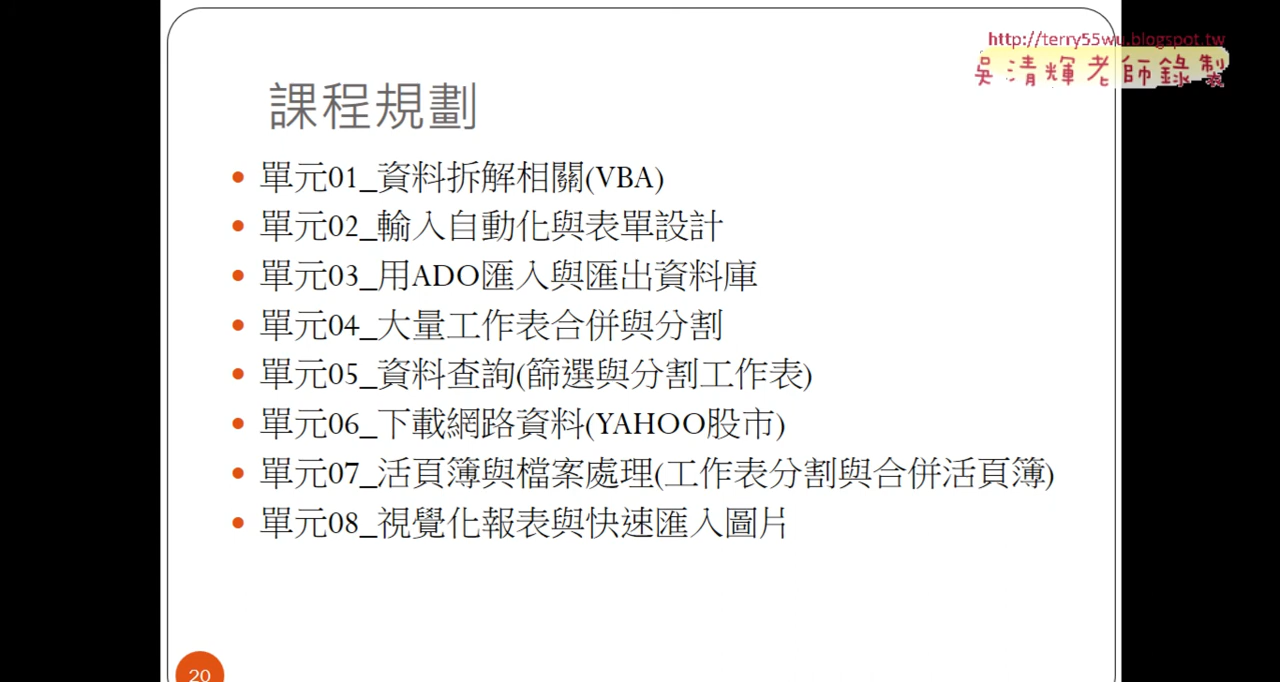 http://terry55wu.blogspot.tw
吳清輝老師錄製
課程規劃
單元01_資料拆解相關(VBA)
單元02_輸入自動化與表單設計
單元03_用ADO匯入與匯出資料庫
單元04_大量工作表合併與分割
單元05_資料查詢(篩選與分割工作表)
單元06_下載網路資料(YAHOO股市)
單元07_活頁簿與檔案處理(工作表分割與合併活頁簿)
單元08_視覺化報表與快速匯入圖片
20